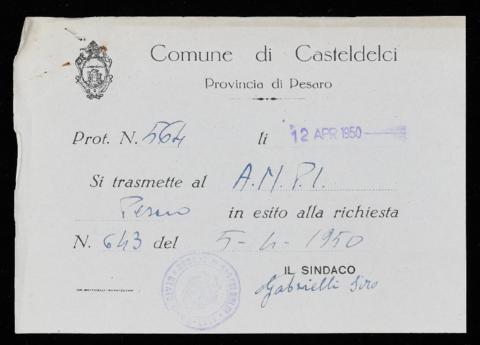 Comune di Casteldelci
Provincia di Pesaro
Prot. N. 564 li 12 APR 1950
Si trasmette al A.M.P.I.
Pesaro in esito alla richiesta
N. 643 del 5-4-1950
IL SINDACO
Gabrielli Siro